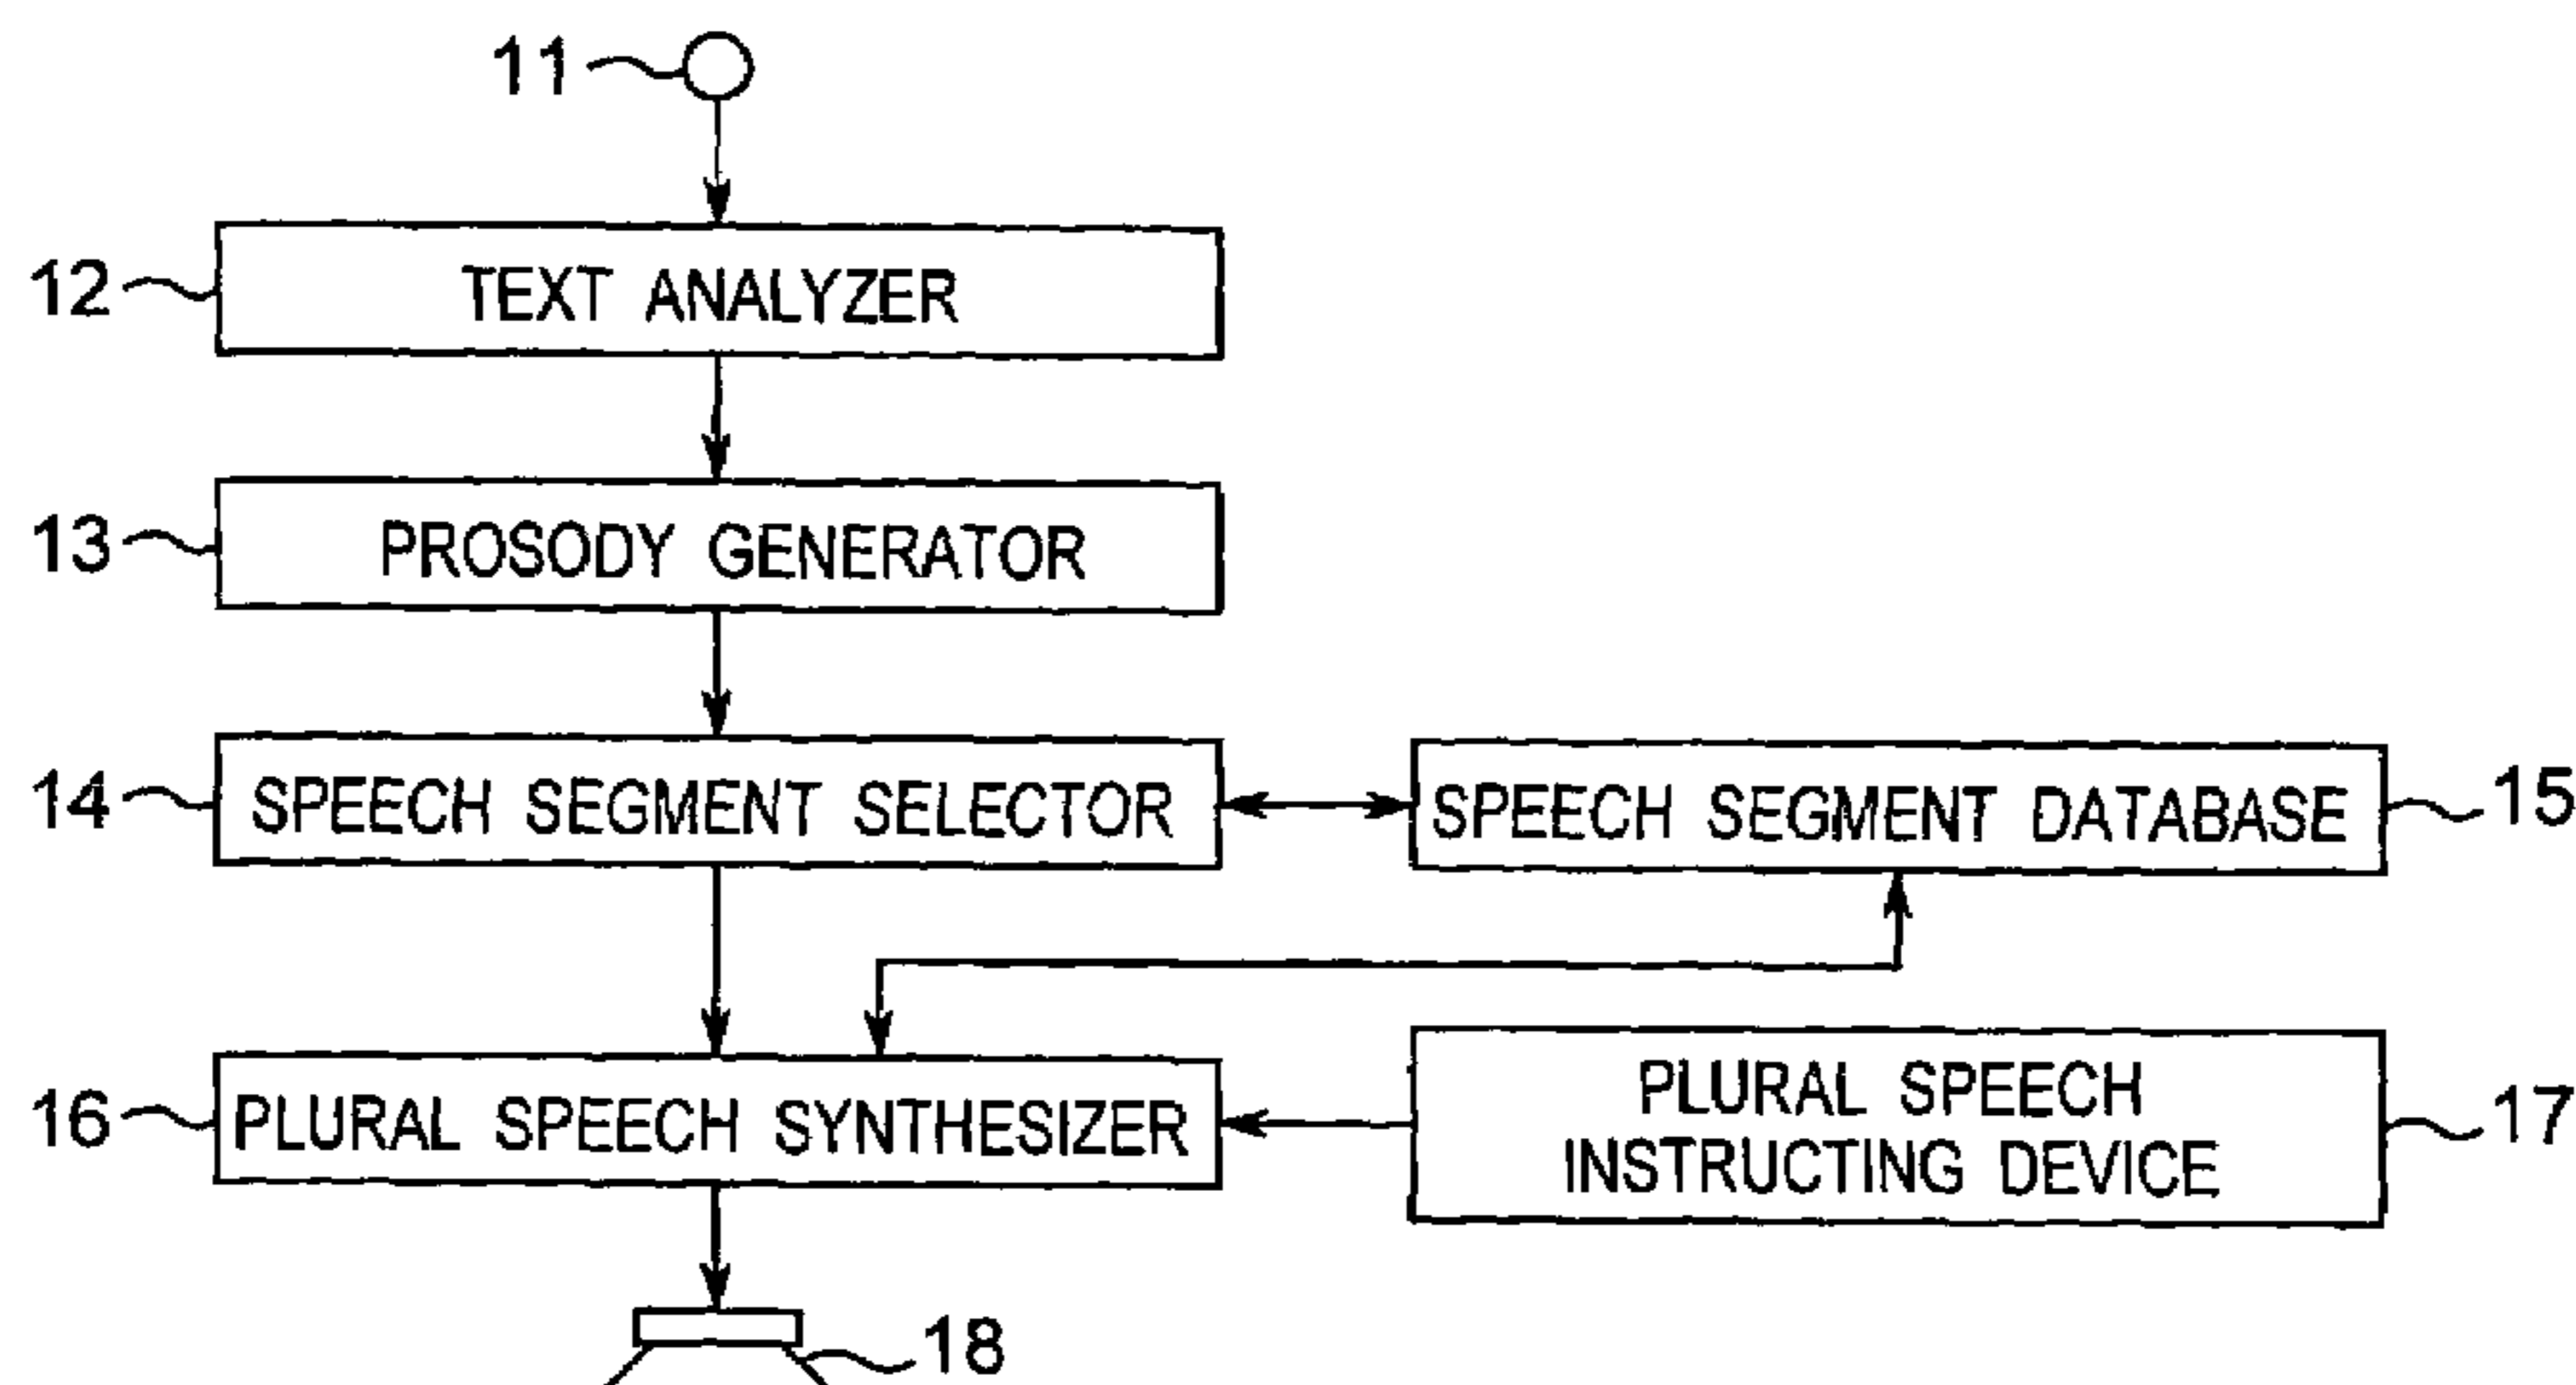 11
12
TEXT ANALYZER
13
PROSODY GENERATOR
14
SPEECH SEGMENT SELECTOR
SPEECH SEGMENT DATABASE
15
16
PLURAL SPEECH SYNTHESIZER
PLURAL SPEECH
INSTRUCTING DEVICE
17
18